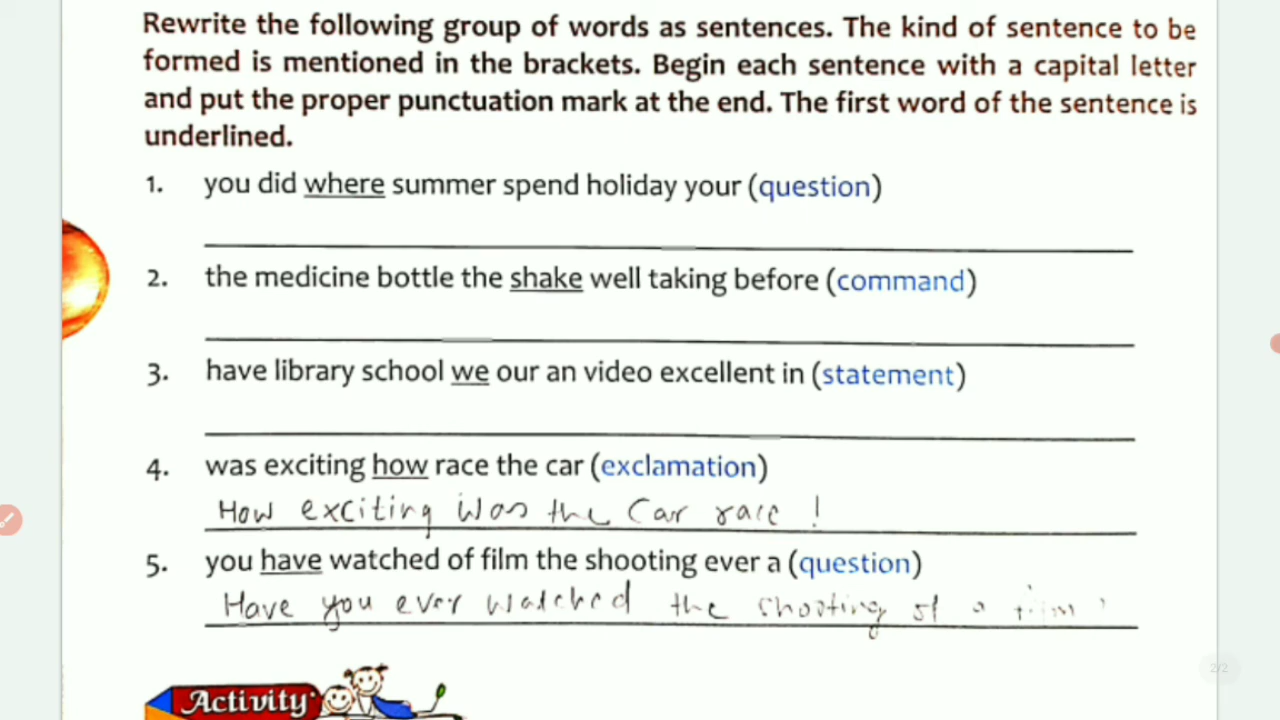 Rewrite the following group of words as sentences. The kind of sentence to be
formed is mentioned in the brackets. Begin each sentence with a capital letter
and put the proper punctuation mark at the end. The first word of the sentence is
underlined.
1. you did where summer spend holiday your (question)
2. the medicine bottle the shake well taking before (command)
3. have library school we our an video excellent in (statement)
4. was exciting how race the car (exclamation)
How exciting was the Car race !
5. you have watched of film the shooting ever a (question)
Have you ever watched the shooting of a film
2/2
Activity